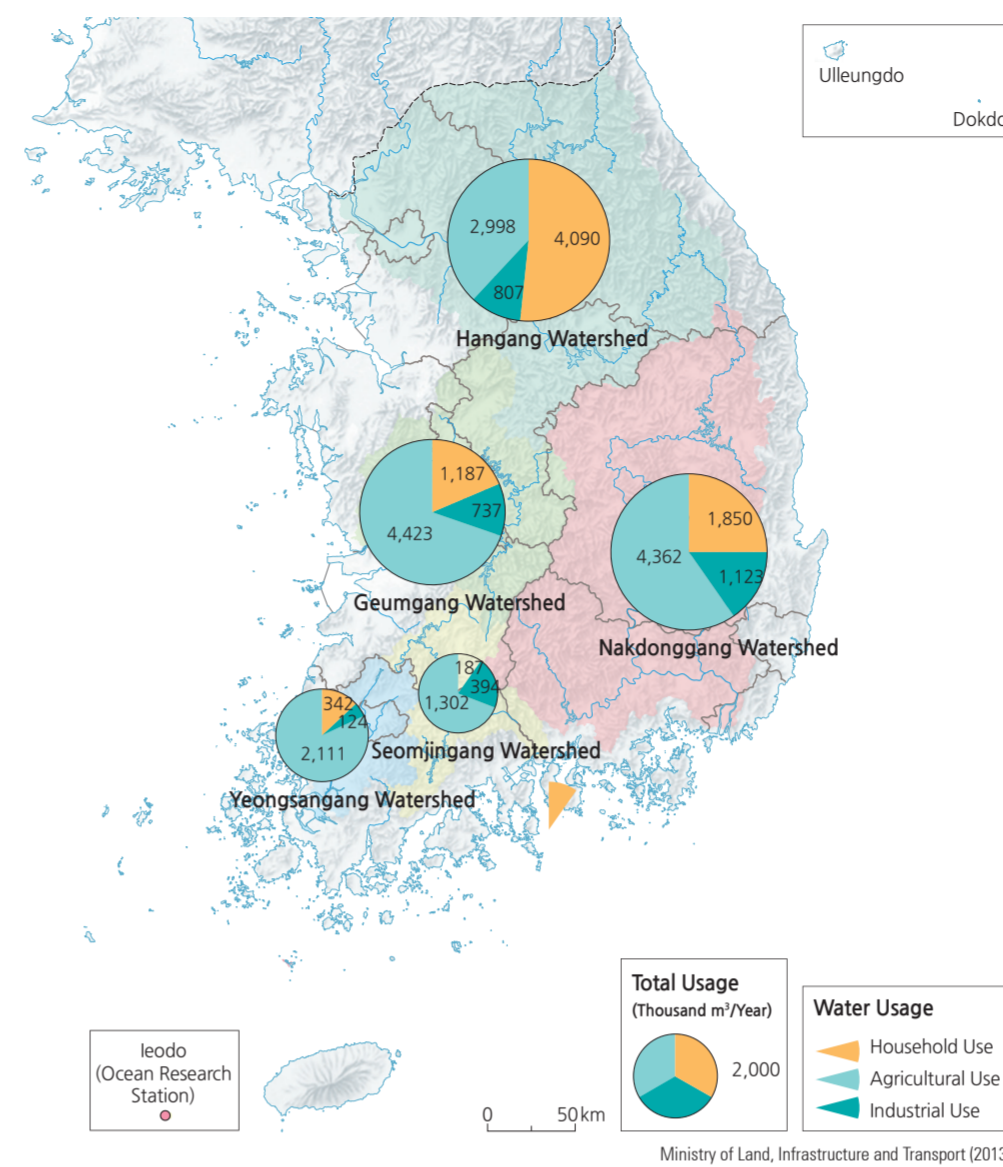 Ulleungdo
Dokdo
2,998
4,090
807
Hangang Watershed
1,187
737
4,423
Geumgang Watershed
1,850
4,362
1,123
Nakdonggang Watershed
187
394
1,302
Seomjingang Watershed
342
124
2,111
Yeongsangang Watershed
Ieodo
(Ocean Research
Station)
0
50 km
Total Usage
(Thousand m³/Year)
2,000
Water Usage
Household Use
Agricultural Use
Industrial Use
Ministry of Land, Infrastructure and Transport (2013